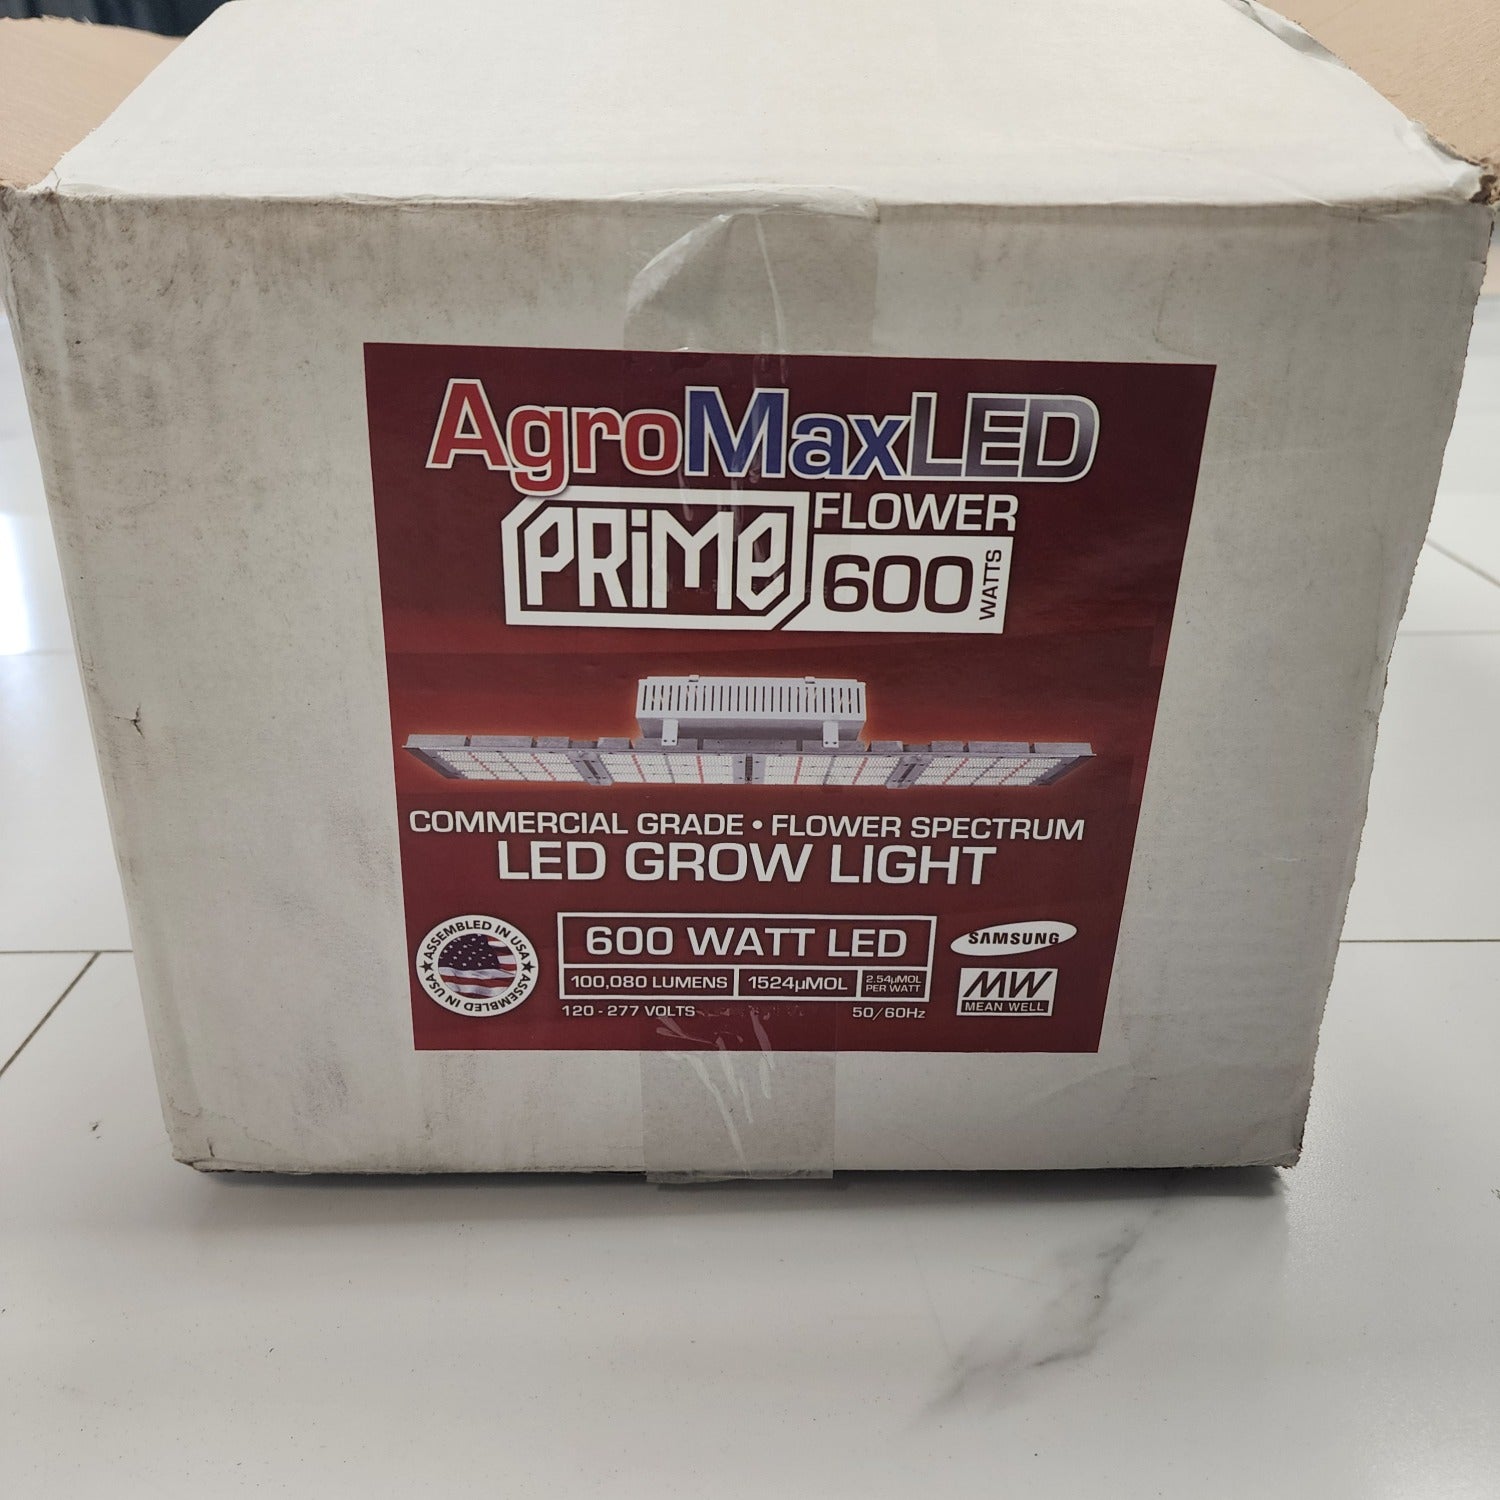 AgroMaxLED
PRiMe
FLOWER
600
WATTS
COMMERCIAL GRADE • FLOWER SPECTRUM
LED GROW LIGHT
ASSEMBLED IN USA ★ ASSEMBLED IN USA ★
600 WATT LED
100,080 LUMENS
1524µMOL
2.54µMOL
PER WATT
120 - 277 VOLTS
50/60Hz
SAMSUNG
MW
MEAN WELL